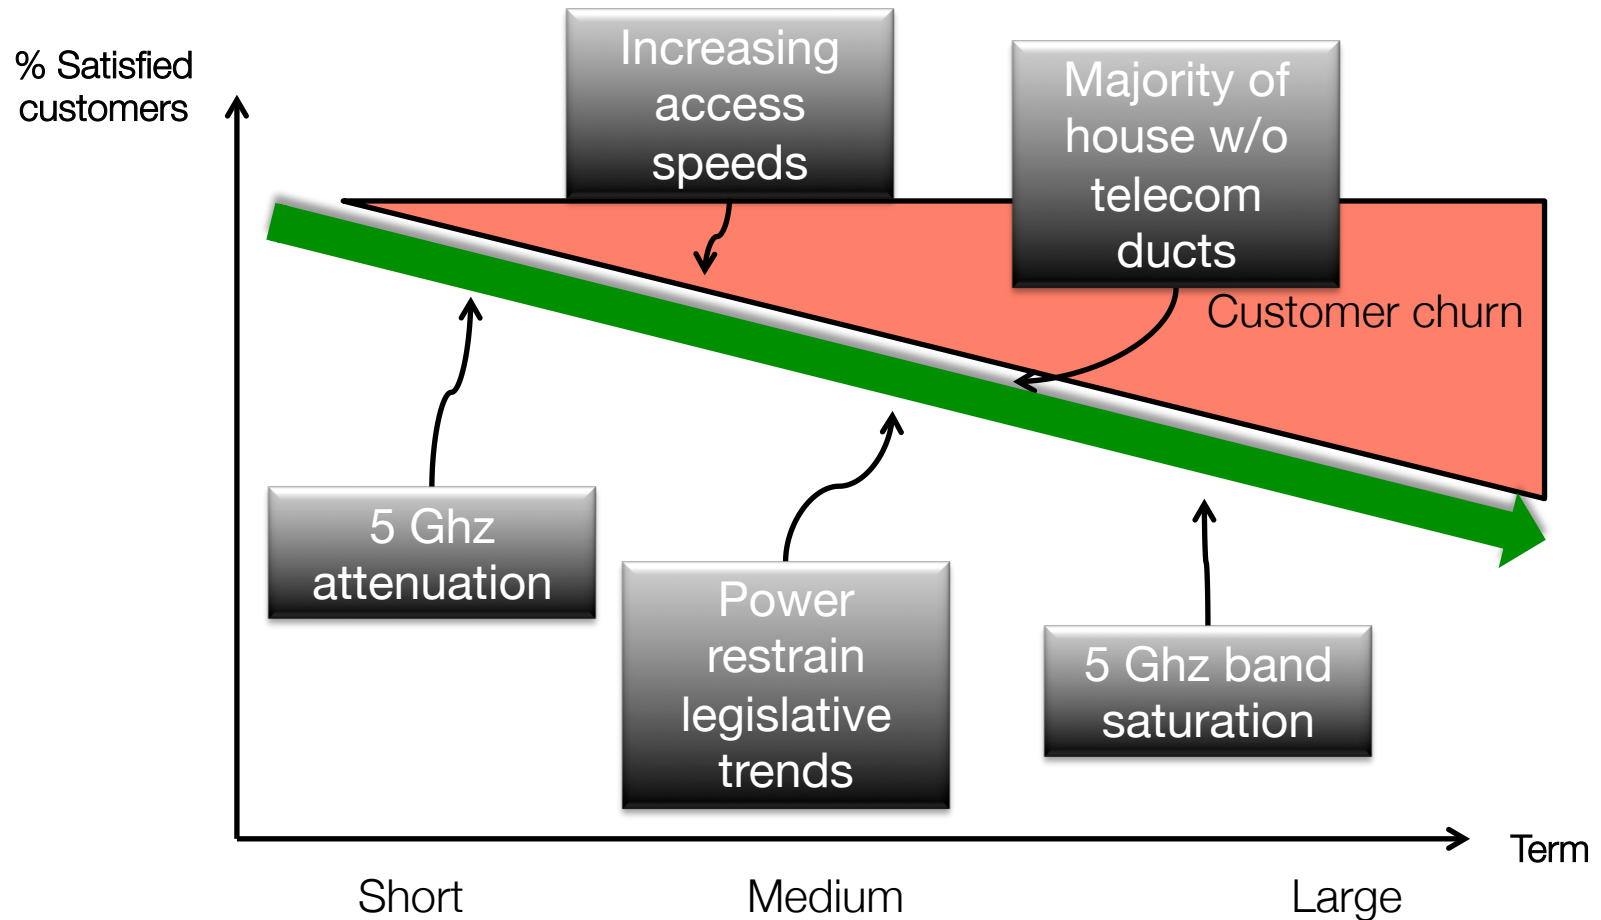 % Satisfied
customers
Increasing
access
speeds
Majority of
house w/o
telecom
ducts
Customer churn
5 Ghz
attenuation
Power
restrain
legislative
trends
5 Ghz band
saturation
Term
Short
Medium
Large